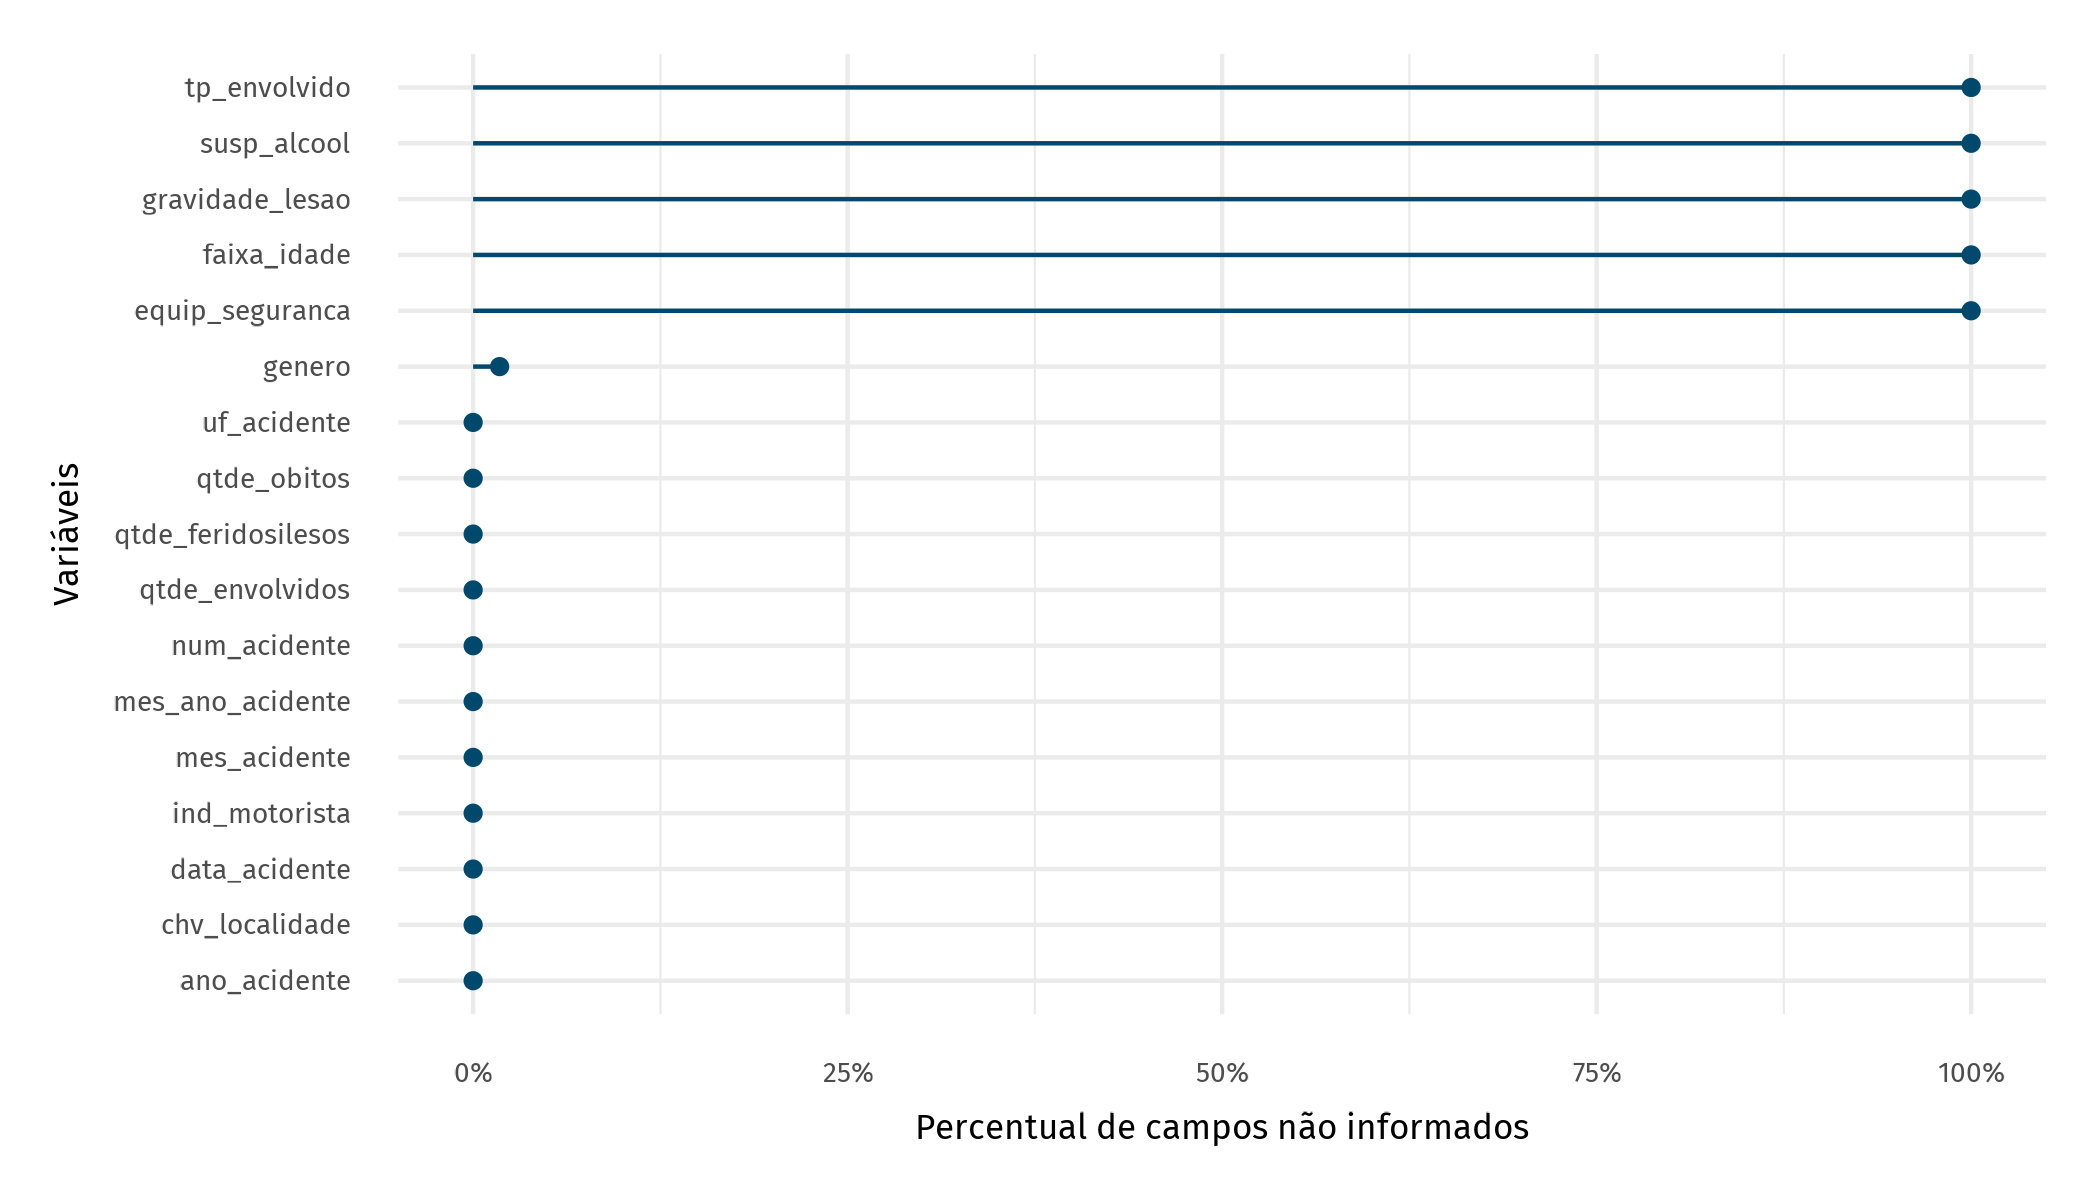 tp_envolvido
susp_alcool
gravidade_lesao
faixa_idade
equip_seguranca
genero
uf_acidente
qtde_obitos
qtde_feridosilesos
qtde_envolvidos
num_acidente
mes_ano_acidente
mes_acidente
ind_motorista
data_acidente
chv_localidade
ano_acidente
Variáveis
0% 25% 50% 75% 100%
Percentual de campos não informados